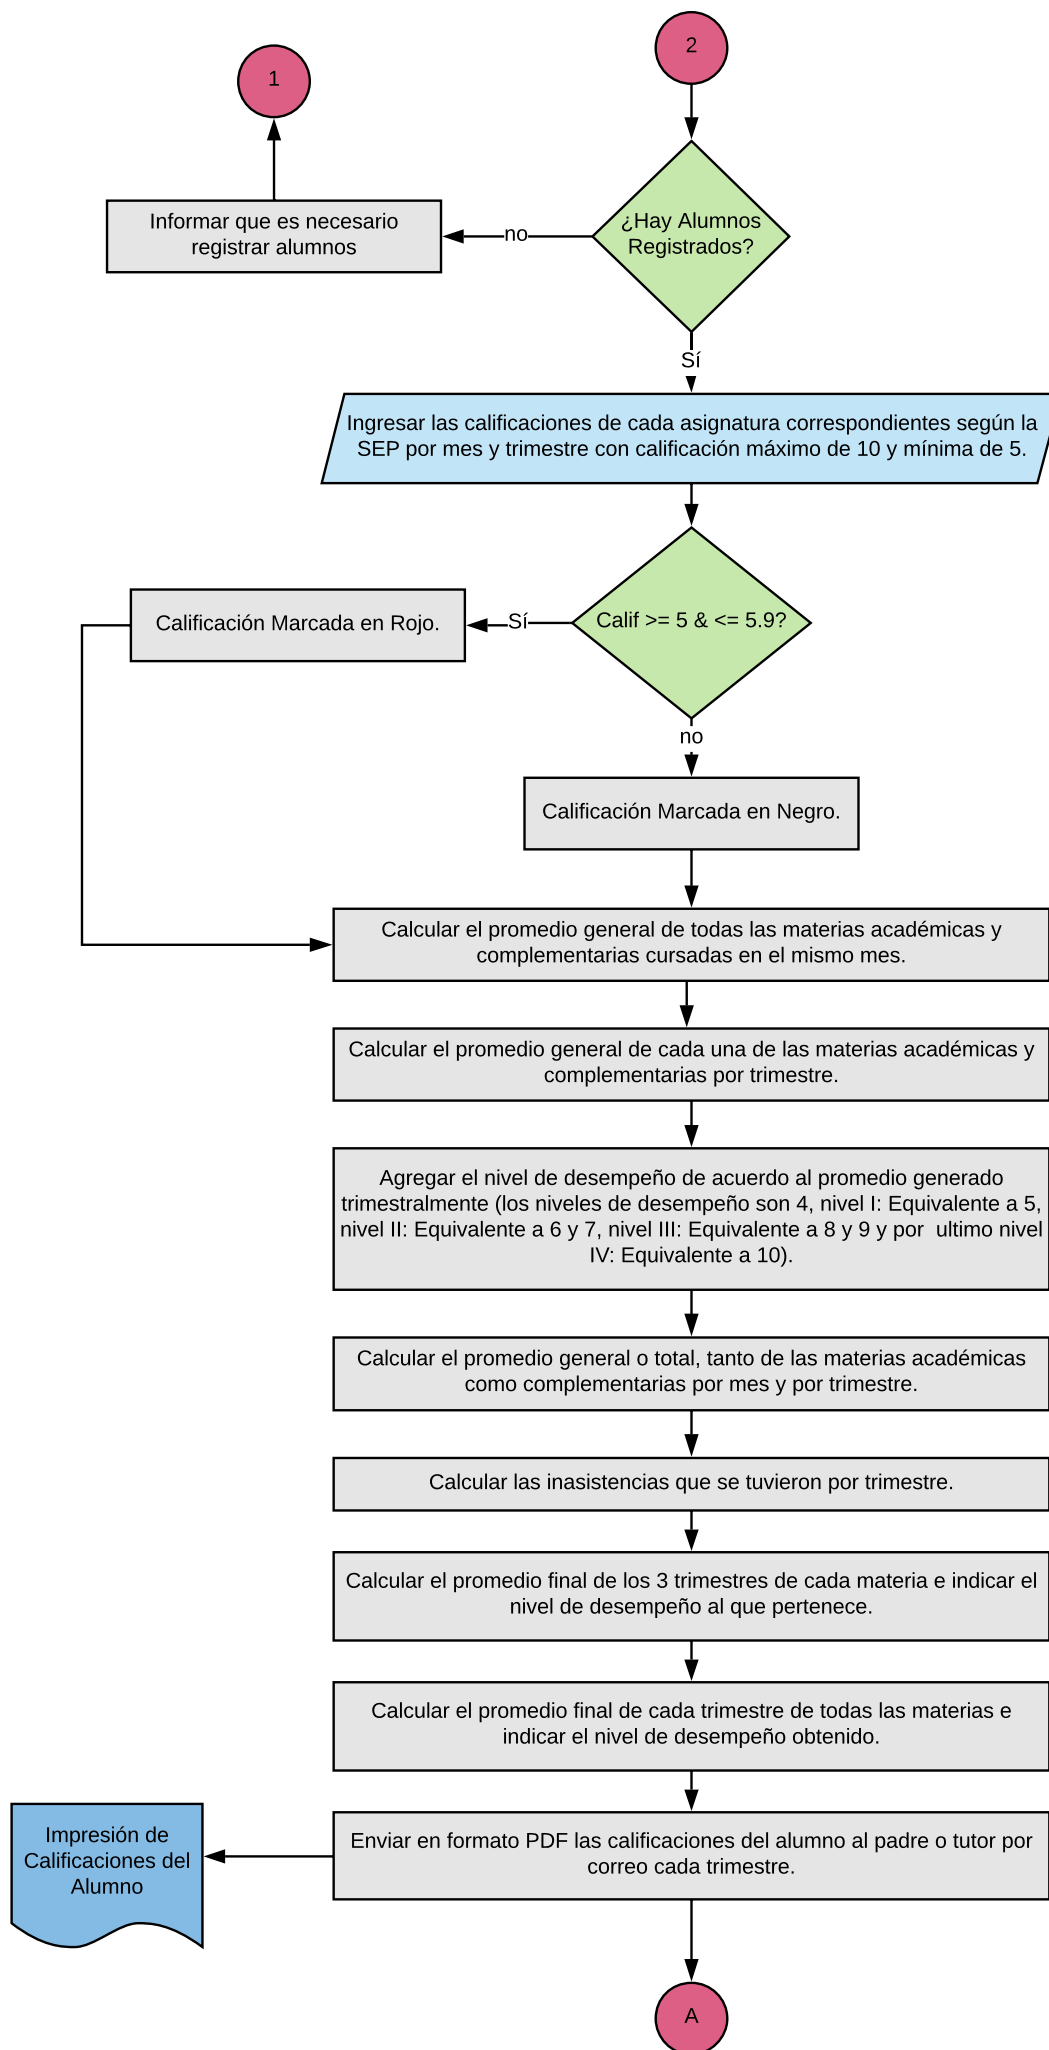 1
2
¿Hay Alumnos
Registrados?
no
Informar que es necesario
registrar alumnos
Sí
Ingresar las calificaciones de cada asignatura correspondientes según la
SEP por mes y trimestre con calificación máximo de 10 y mínima de 5.
Calif >= 5 & <= 5.9?
Sí
Calificación Marcada en Rojo.
no
Calificación Marcada en Negro.
Calcular el promedio general de todas las materias académicas y
complementarias cursadas en el mismo mes.
Calcular el promedio general de cada una de las materias académicas y
complementarias por trimestre.
Agregar el nivel de desempeño de acuerdo al promedio generado
trimestralmente (los niveles de desempeño son 4, nivel I: Equivalente a 5,
nivel II: Equivalente a 6 y 7, nivel III: Equivalente a 8 y 9 y por  ultimo nivel
IV: Equivalente a 10).
Calcular el promedio general o total, tanto de las materias académicas
como complementarias por mes y por trimestre.
Calcular las inasistencias que se tuvieron por trimestre.
Calcular el promedio final de los 3 trimestres de cada materia e indicar el
nivel de desempeño al que pertenece.
Calcular el promedio final de cada trimestre de todas las materias e
indicar el nivel de desempeño obtenido.
Enviar en formato PDF las calificaciones del alumno al padre o tutor por
correo cada trimestre.
Impresión de
Calificaciones del
Alumno
A